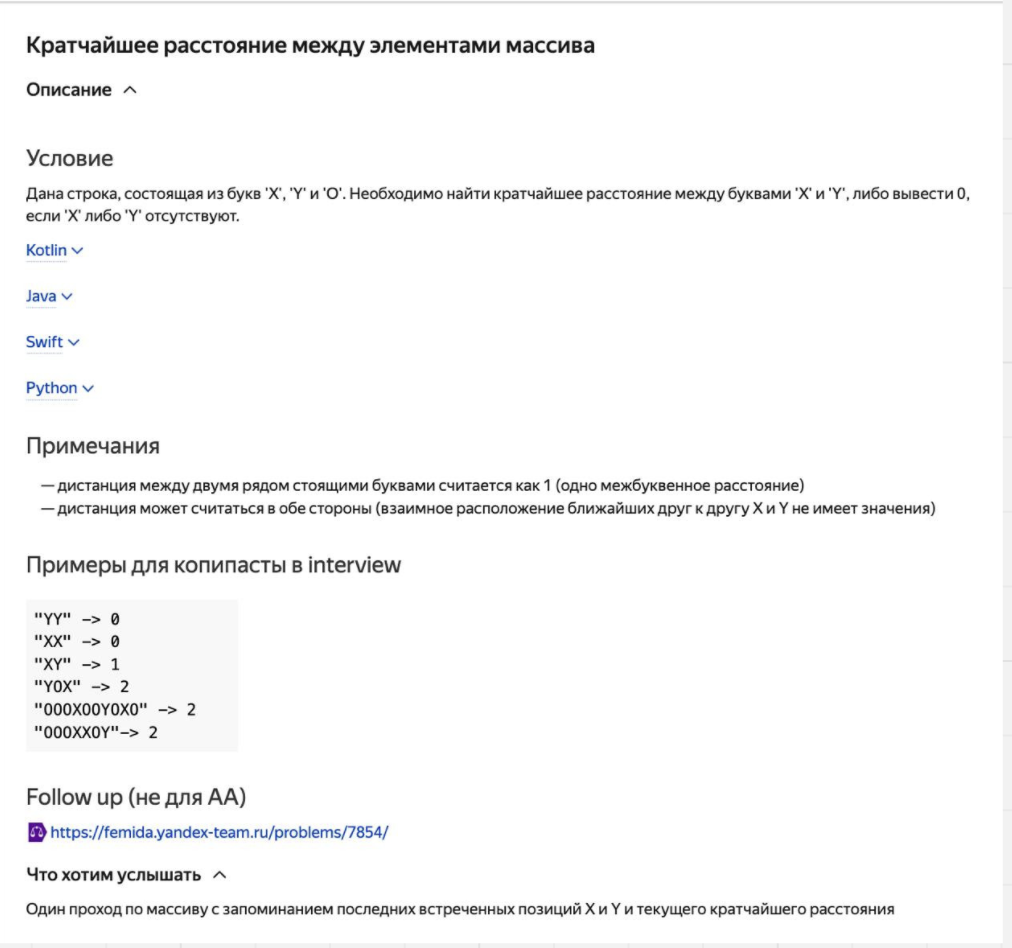 Кратчайшее расстояние между элементами массива
Описание
Условие
Дана строка, состоящая из букв 'X', 'Y' и 'O'. Необходимо найти кратчайшее расстояние между буквами 'X' и 'Y', либо вывести 0,
если 'X' либо 'Y' отсутствуют.
Kotlin
Java
Swift
Python
Примечания
— дистанция между двумя рядом стоящими буквами считается как 1 (одно межбуквенное расстояние)
— дистанция может считаться в обе стороны (взаимное расположение ближайших друг к другу X и Y не имеет значения)
Примеры для копипасты в interview
"YY" -> 0
"XX" -> 0
"XY" -> 1
"YOX" -> 2
"OOOXOOYOXO" -> 2
"OOOXXOY"-> 2
Follow up (не для АА)
https://femida.yandex-team.ru/problems/7854/
Что хотим услышать
Один проход по массиву с запоминанием последних встреченных позиций X и Y и текущего кратчайшего расстояния